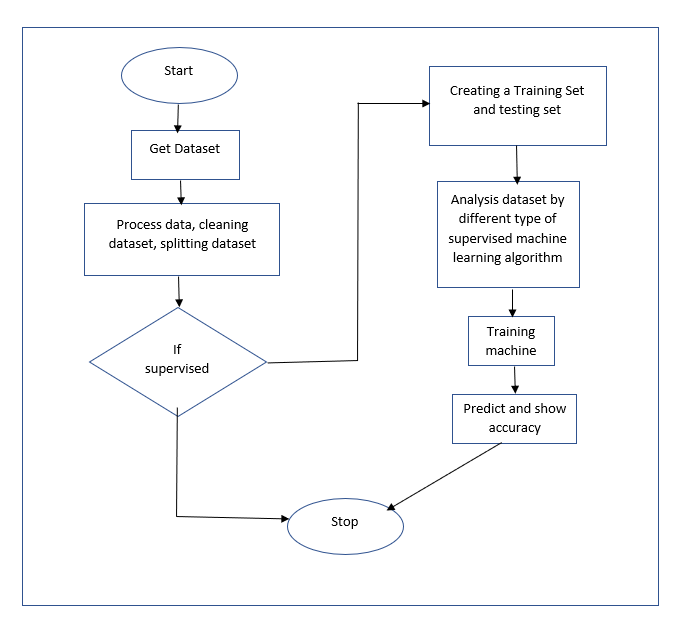 Start
Get Dataset
Process data, cleaning
dataset, splitting dataset
If
supervised
Creating a Training Set
and testing set
Analysis dataset by
different type of
supervised machine
learning algorithm
Training
machine
Predict and show
accuracy
Stop